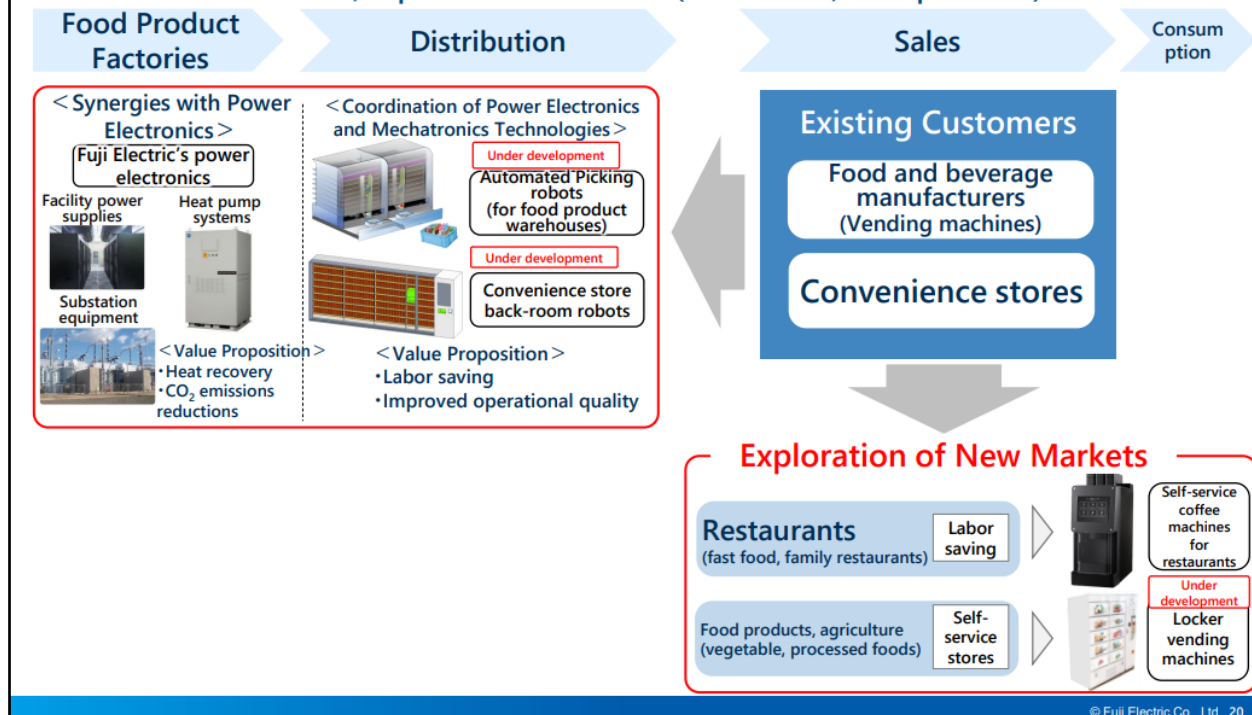 Food Product
Factories
Distribution
Sales
Consum
ption
＜Synergies with Power
Electronics＞
Fuji Electric's power
electronics
Facility power
supplies
Heat pump
systems
Substation
equipment
＜Value Proposition＞
・Heat recovery
・CO2 emissions
reductions
＜Coordination of Power Electronics
and Mechatronics Technologies＞
Under development
Automated Picking
robots
(for food product
warehouses)
Under development
Convenience store
back-room robots
＜Value Proposition＞
・Labor saving
・Improved operational quality
Existing Customers
Food and beverage
manufacturers
(Vending machines)
Convenience stores
Exploration of New Markets
Restaurants
(fast food, family restaurants)
Labor
saving
Self-service
coffee
machines
for
restaurants
Food products, agriculture
(vegetable, processed foods)
Self-
service
stores
Under
development
Locker
vending
machines
© Fuji Electric Co., Ltd. 20